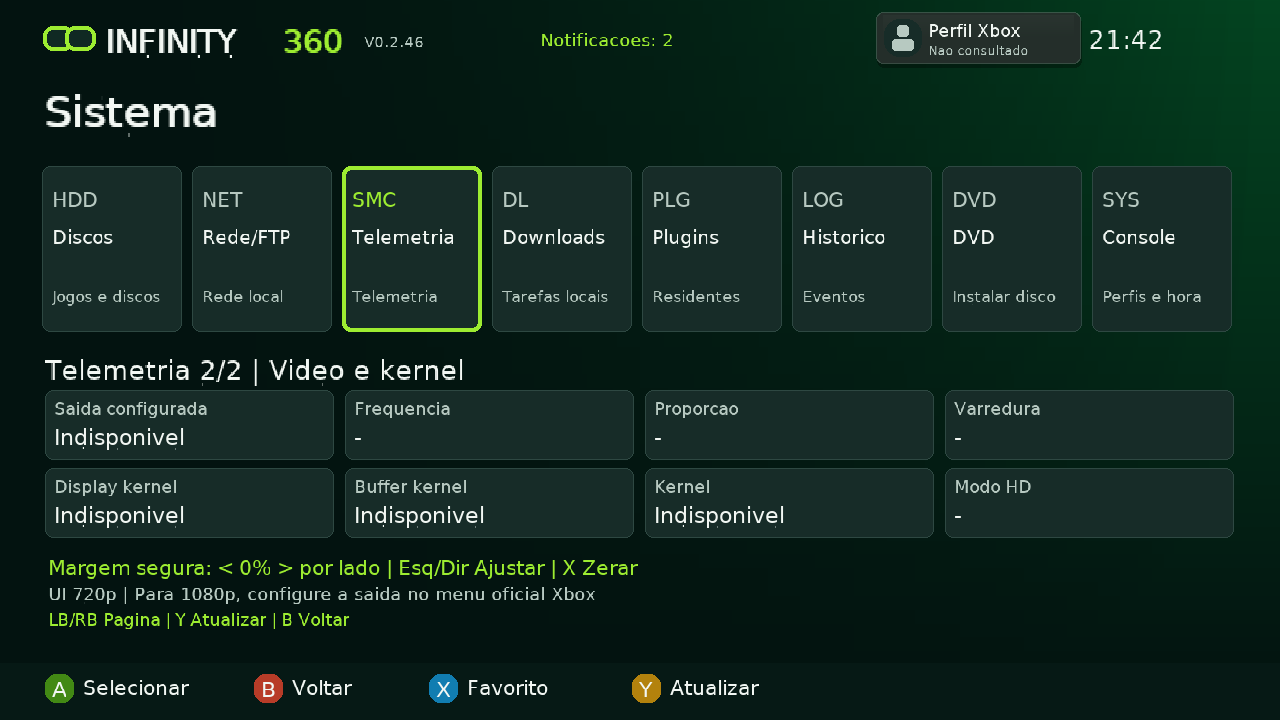 INFINITY 360 V0.2.46 Notificacoes: 2 Perfil Xbox 21:42
Nao consultado
Sistema
HDD NET SMC DL PLG LOG DVD SYS
Discos Rede/FTP Telemetria Downloads Plugins Historico DVD Console
Jogos e discos Rede local Telemetria Tarefas locais Residentes Eventos Instalar disco Perfis e hora
Telemetria 2/2 | Video e kernel
Saida configurada Frequencia Proporcao Varredura
Indisponivel - - -
Display kernel Buffer kernel Kernel Modo HD
Indisponivel Indisponivel Indisponivel -
Margem segura: < 0% > por lado | Esq/Dir Ajustar | X Zerar
UI 720p | Para 1080p, configure a saida no menu oficial Xbox
LB/RB Pagina | Y Atualizar | B Voltar
A Selecionar B Voltar X Favorito Y Atualizar